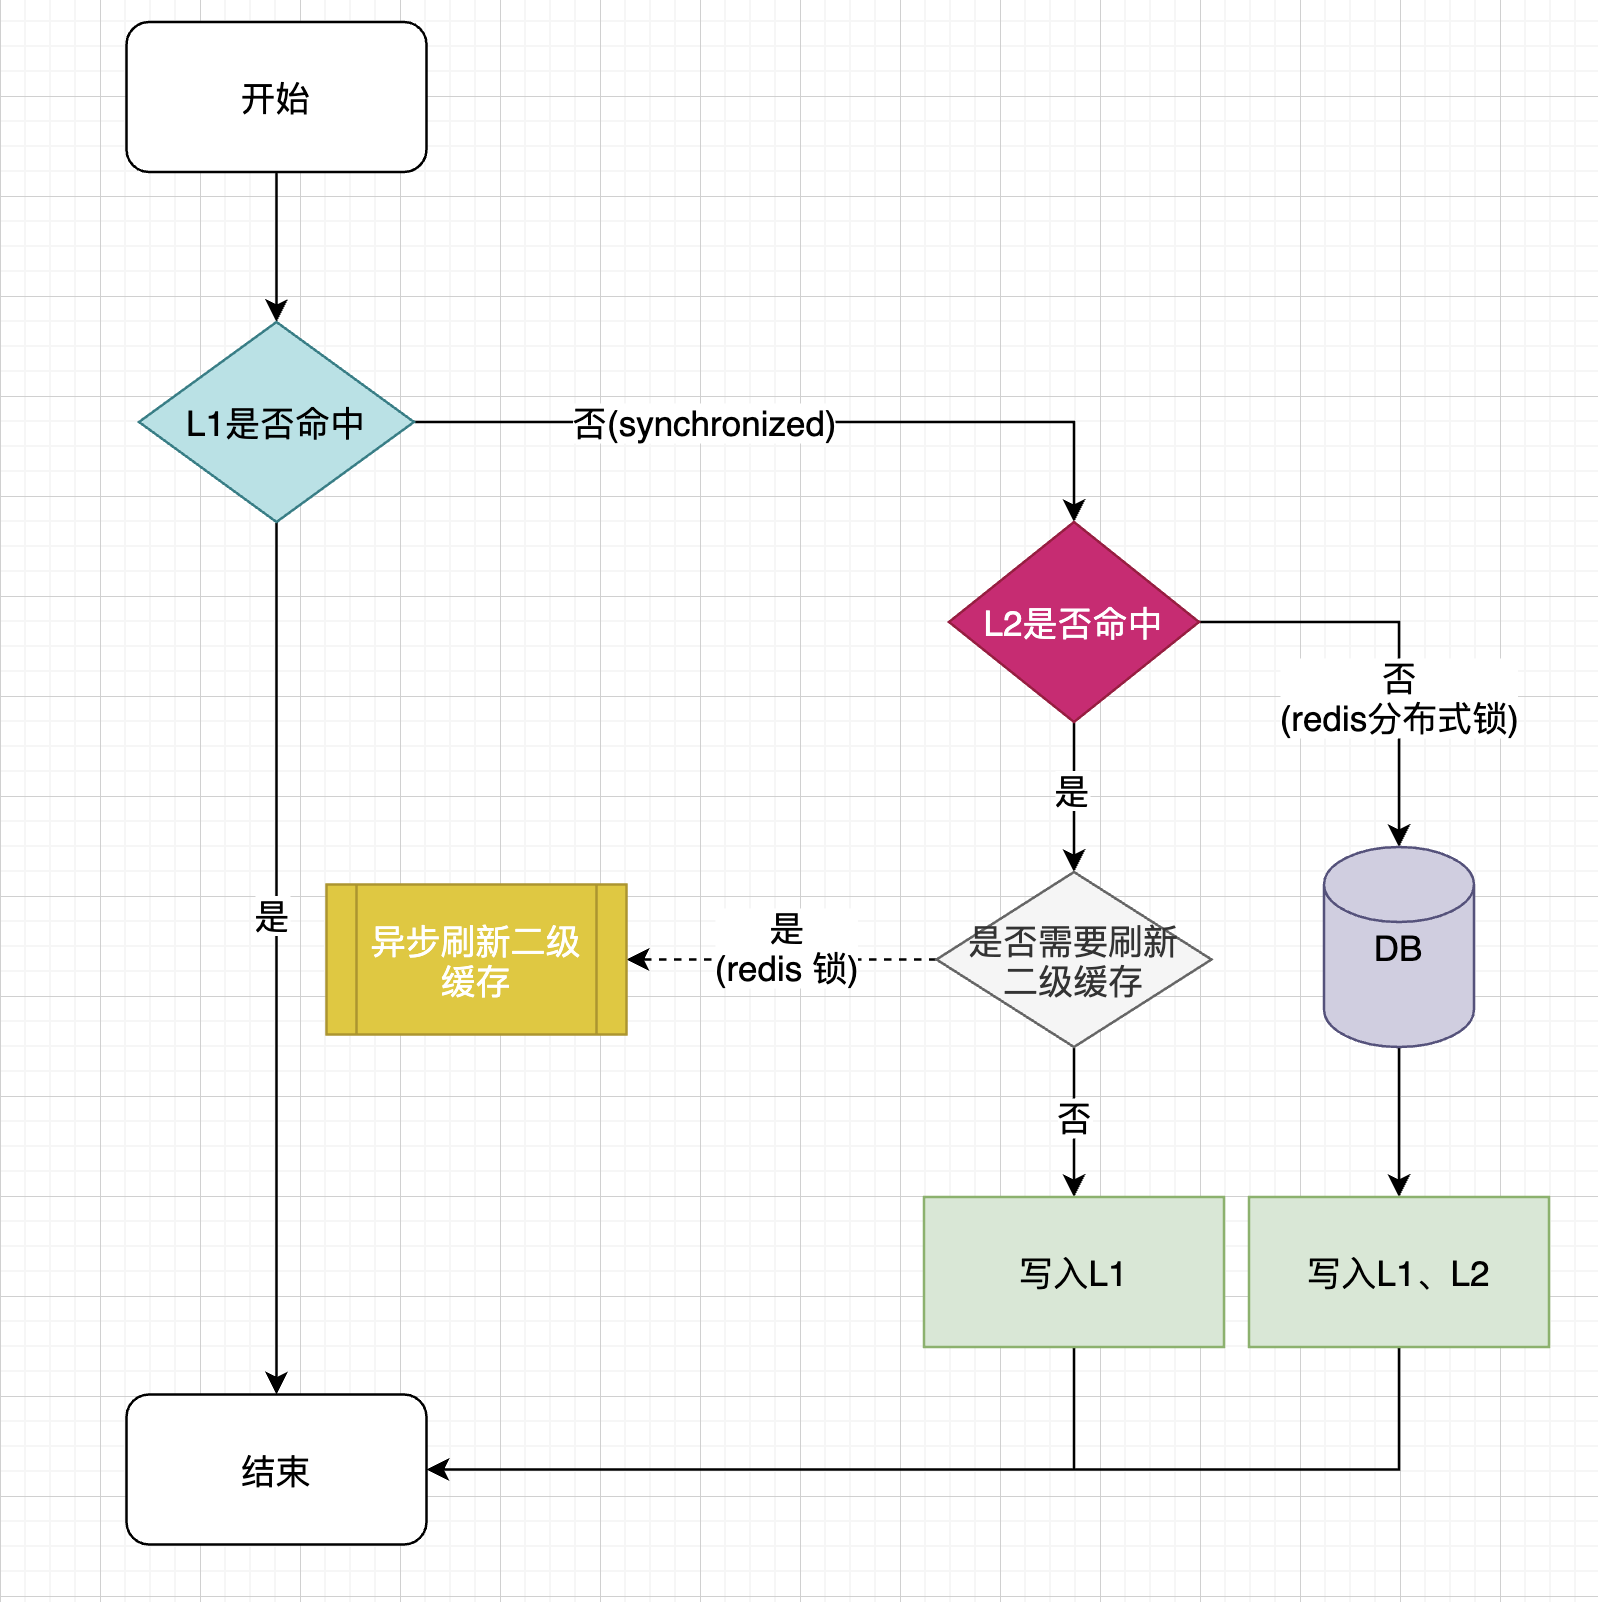 开始
L1是否命中
否(synchronized)
L2是否命中
否
(redis分布式锁)
是
是
异步刷新二级
缓存
是
(redis 锁)
是否需要刷新
二级缓存
DB
否
写入L1
写入L1、L2
结束